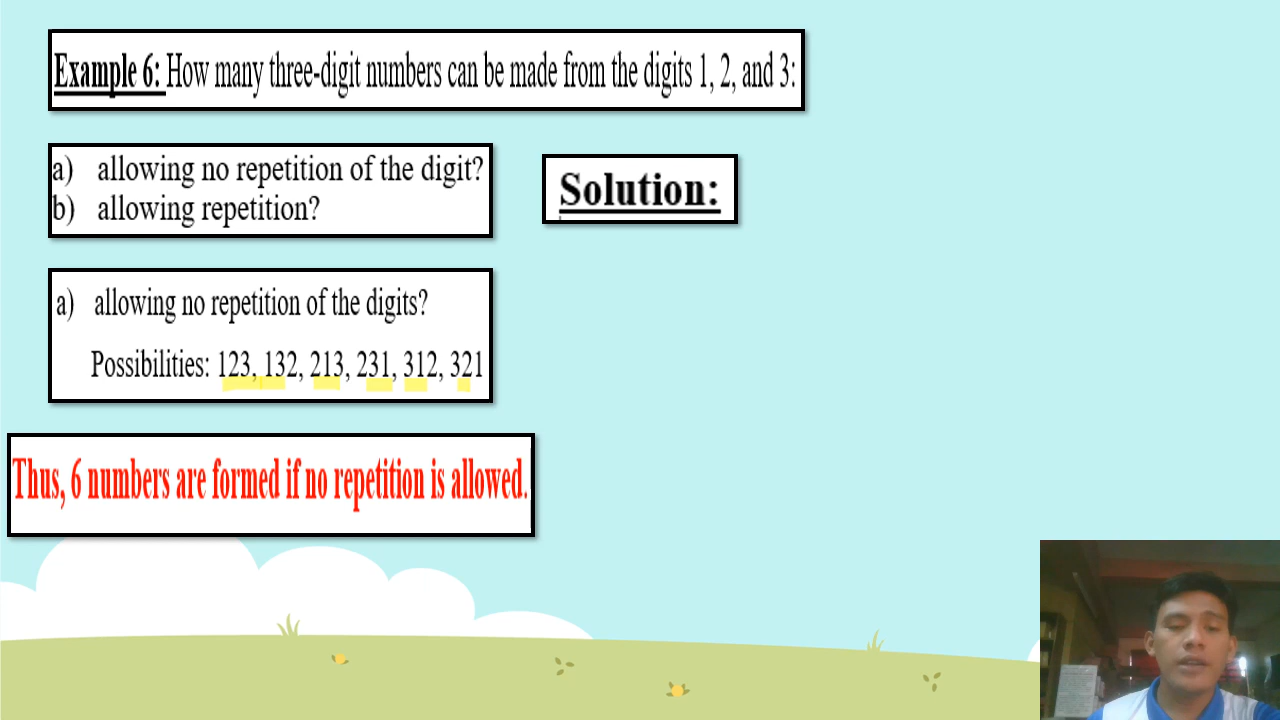 Example 6: How many three-digit numbers can be made from the digits 1, 2, and 3:
a) allowing no repetition of the digit?
b) allowing repetition?
Solution:
a) allowing no repetition of the digits?
Possibilities: 123, 132, 213, 231, 312, 321
Thus, 6 numbers are formed if no repetition is allowed.